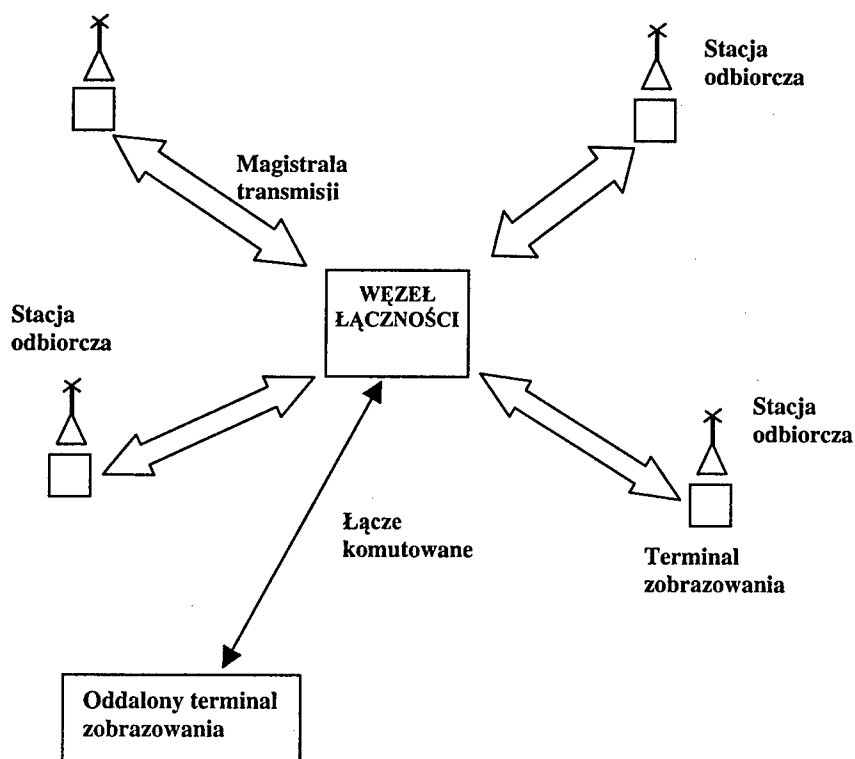 Stacja
odbiorcza
Magistrala
transmisji
WĘZEŁ
ŁĄCZNOŚCI
Stacja
odbiorcza
Stacja
odbiorcza
Łącze
komutowane
Terminal
zobrazowania
Oddalony terminal
zobrazowania